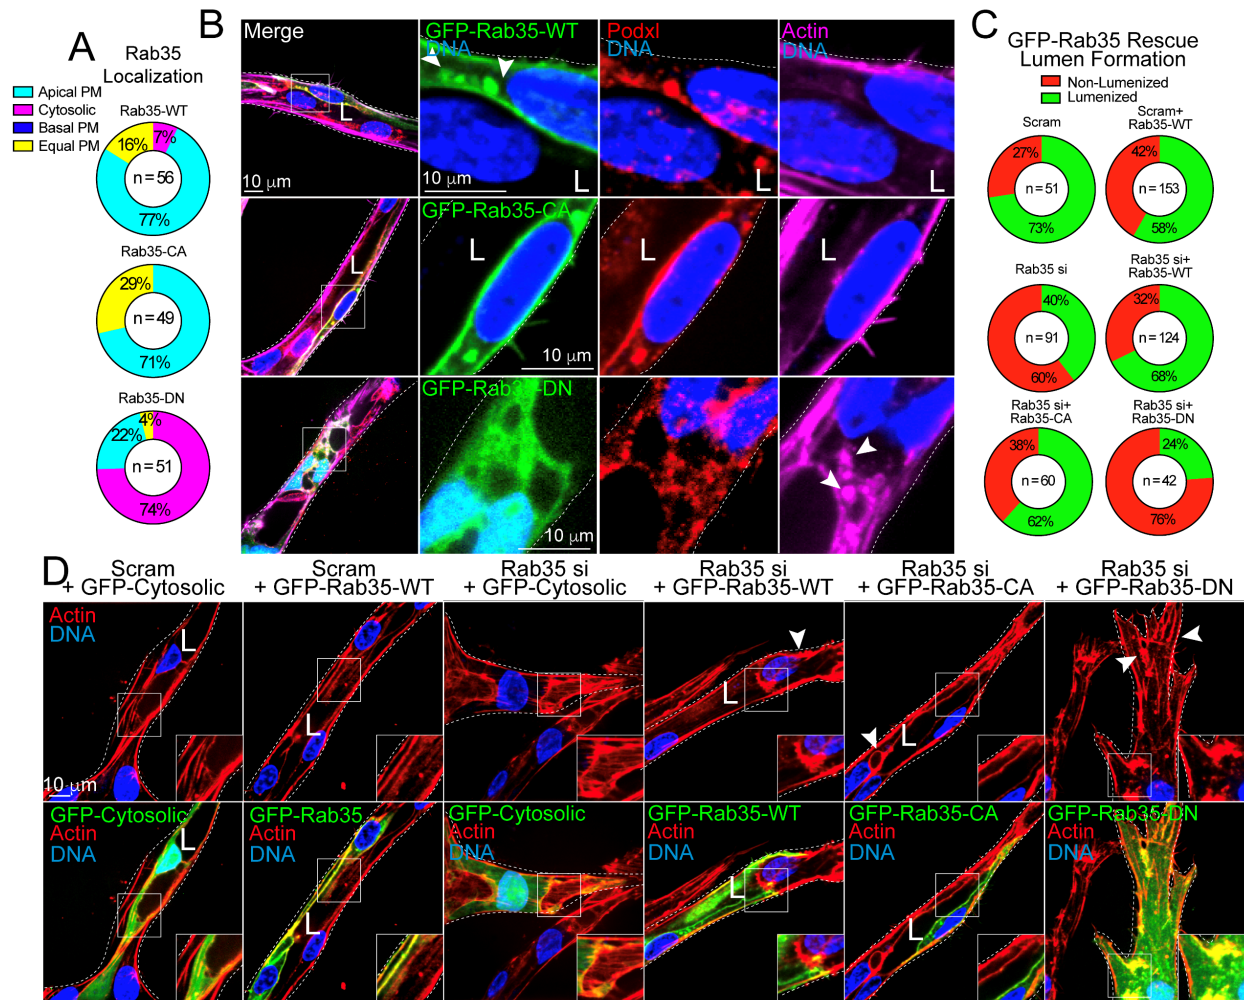 A
Rab35
Localization
Apical PM
Cytosolic
Basal PM
Equal PM
Rab35-WT
16%
7%
n=56
77%
Rab35-CA
29%
n=49
71%
Rab35-DN
4%
22%
n=51
74%
B
Merge
GFP-Rab35-WT
DNA
Podxl
DNA
Actin
DNA
L
L
L
10 µm
10 µm
GFP-Rab35-CA
L
L
L
L
10 µm
GFP-Rab35-DN
10 µm
C
GFP-Rab35 Rescue
Lumen Formation
Non-Lumenized
Lumenized
Scram
27%
n=51
73%
Scram+
Rab35-WT
42%
n=153
58%
Rab35 si
40%
n=91
60%
Rab35 si+
Rab35-WT
32%
n=124
68%
Rab35 si+
Rab35-CA
38%
n=60
62%
Rab35 si+
Rab35-DN
24%
n=42
76%
D
Scram
+ GFP-Cytosolic
Scram
+ GFP-Rab35-WT
Rab35 si
+ GFP-Cytosolic
Rab35 si
+ GFP-Rab35-WT
Rab35 si
+ GFP-Rab35-CA
Rab35 si
+ GFP-Rab35-DN
Actin
DNA
L
L
L
L
10 µm
GFP-Cytosolic
Actin
DNA
L
GFP-Rab35
Actin
DNA
L
GFP-Cytosolic
Actin
DNA
GFP-Rab35-WT
Actin
DNA
L
GFP-Rab35-CA
Actin
DNA
L
GFP-Rab35-DN
Actin
DNA